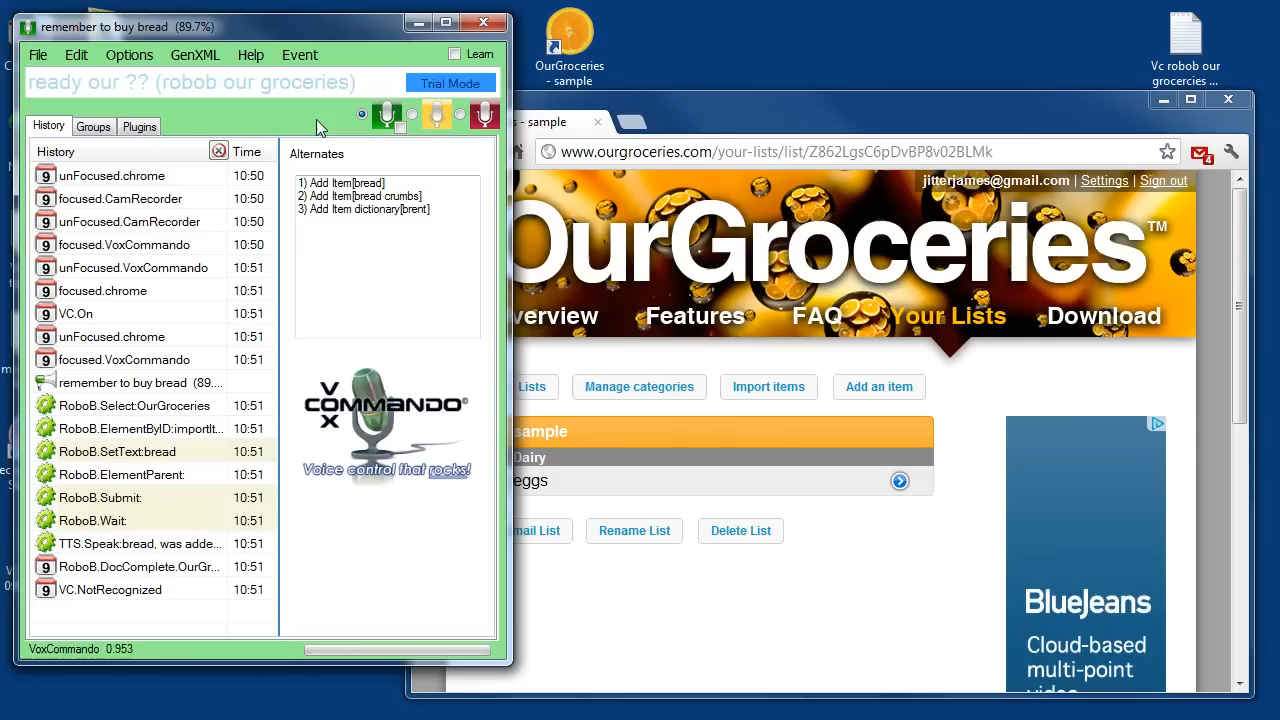 remember to buy bread (89.7%)
File Edit Options GenXML Help Event Learn
ready our ?? (robob our groceries) Trial Mode
History Groups Plugins
History Time
unFocused.chrome 10:50
focused.CamRecorder 10:50
unFocused.CamRecorder 10:50
focused.VoxCommando 10:50
unFocused.VoxCommando 10:51
focused.chrome 10:51
VC.On 10:51
unFocused.chrome 10:51
focused.VoxCommando 10:51
remember to buy bread (89....
RoboB.Select:OurGroceries 10:51
RoboB.ElementByID:importIt... 10:51
RoboB.SetText:bread 10:51
RoboB.ElementParent: 10:51
RoboB.Submit: 10:51
RoboB.Wait: 10:51
TTS.Speak:bread, was adde... 10:51
RoboB.DocComplete.OurGr... 10:51
VC.NotRecognized 10:51
Alternates
1) Add Item[bread]
2) Add Item[bread crumbs]
3) Add Item dictionary[brent]
VOX
COMMANDO
Voice control that rocks!
VoxCommando 0.953
OurGroceries
- sample
Vc robob our
grocercies ...
s - sample
www.ourgroceries.com/your-lists/list/Z862LgsC6pDvBP8v02BLMk
4
jitterjames@gmail.com | Settings | Sign out
OurGroceries™
verview Features FAQ Your Lists Download
Lists Manage categories Import items Add an item
sample
Dairy
eggs
mail List Rename List Delete List
BlueJeans
Cloud-based
multi-point
video